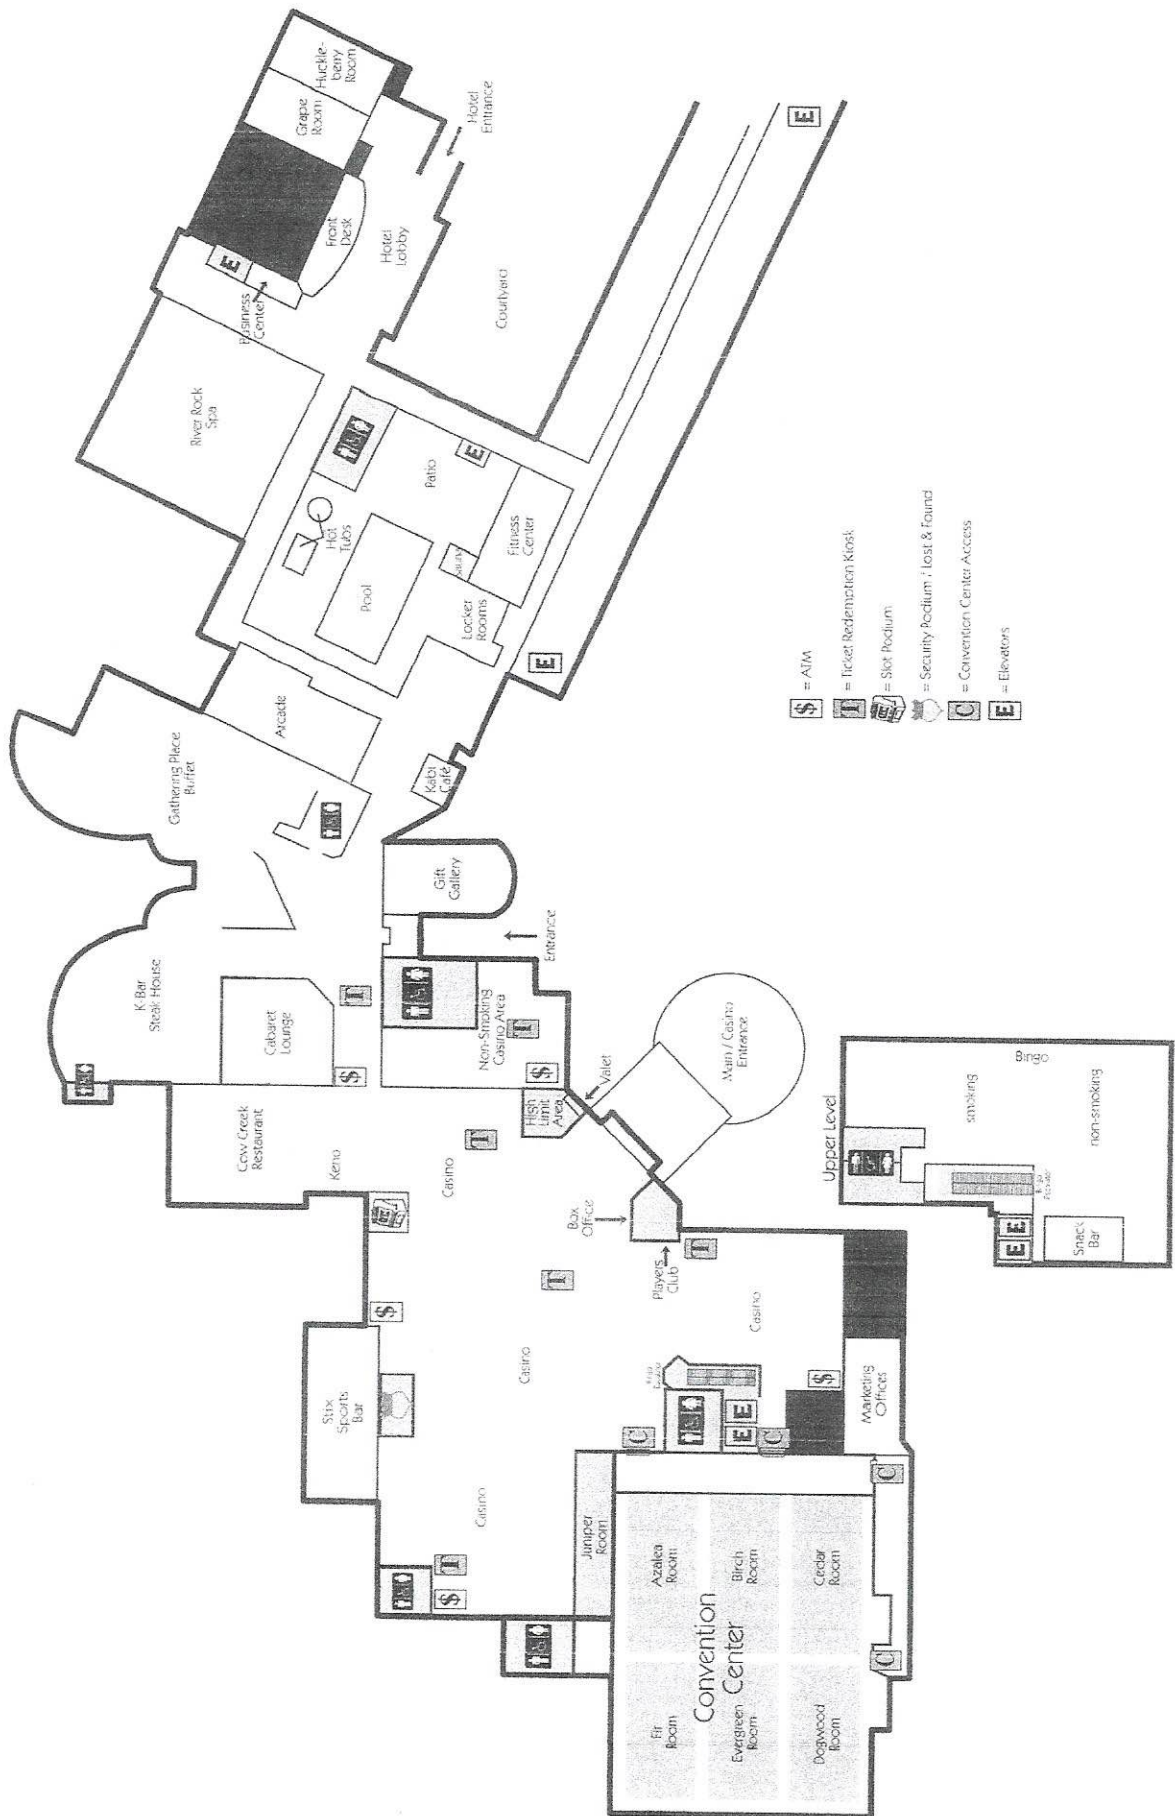 Huckle-
berry
Room
Grape
Room
Hotel
Entrance
Front
Desk
Hotel
Lobby
E
Business
Center
Courtyard
River Rock
Spa
E
Patio
E
Hot
Tubs
Fitness
Center
Sauna
Pool
Locker
Rooms
E
Arcade
Gathering Place
Buffet
Kabi
Café
Gift
Gallery
Entrance
K-Bar
Steak House
Cabaret
Lounge
T
$
Non-Smoking
Casino Area
T
$
High
Limit
Area
Valet
Main / Casino
Entrance
Cow Creek
Restaurant
Keno
T
Casino
Box
Office
Players
Club
T
T
$
Casino
Casino
Stix
Sports
Bar
Casino
$
Marketing
Offices
E E
C
C
C
C
T
$
Juniper
Room
Azalea
Room
Birch
Room
Cedar
Room
Convention
Center
Fir
Room
Evergreen
Room
Dogwood
Room
$ = ATM
T = Ticket Redemption Kiosk
= Slot Podium
= Security Podium / Lost & Found
C = Convention Center Access
E = Elevators
Upper Level
Bingo
smoking
non-smoking
E E
Snack
Bar